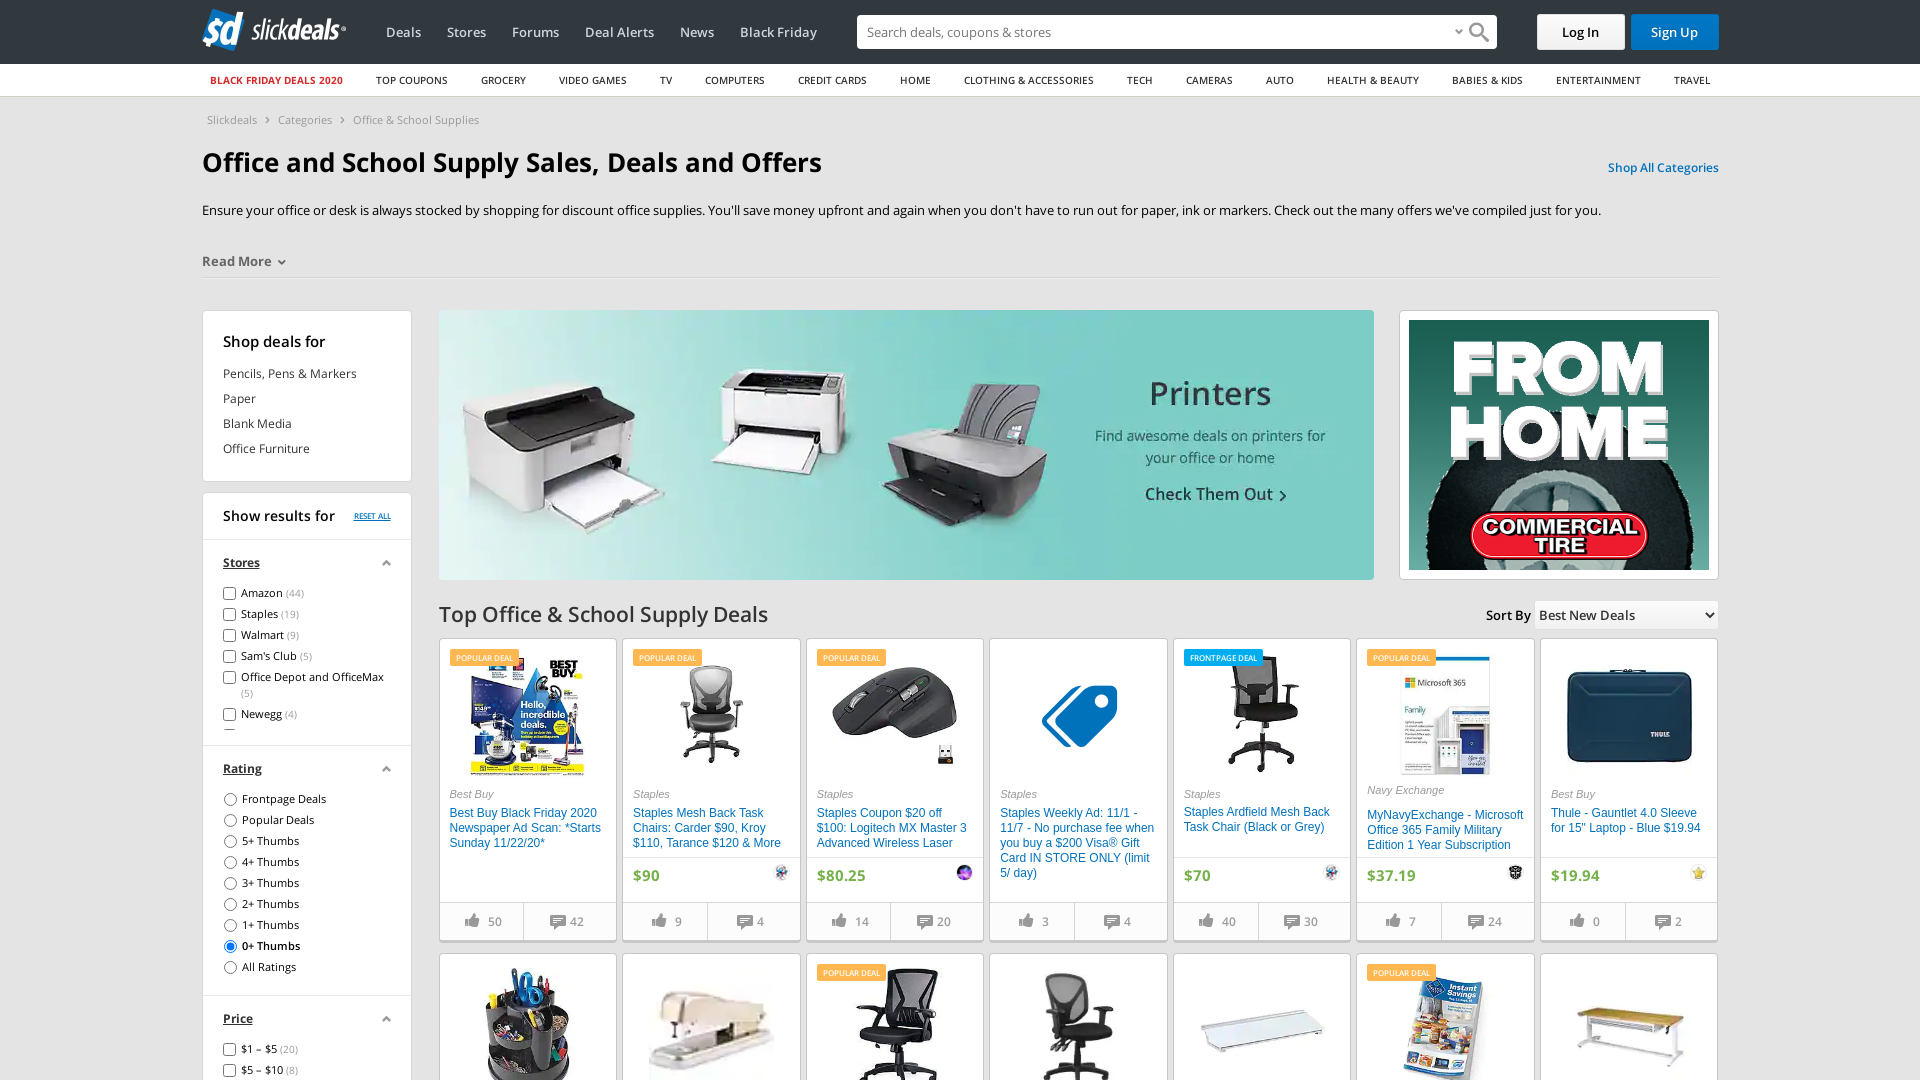 slickdeals
Deals
Stores
Forums
Deal Alerts
News
Black Friday
Search deals, coupons & stores
Log In
Sign Up
BLACK FRIDAY DEALS 2020
TOP COUPONS
GROCERY
VIDEO GAMES
TV
COMPUTERS
CREDIT CARDS
HOME
CLOTHING & ACCESSORIES
TECH
CAMERAS
AUTO
HEALTH & BEAUTY
BABIES & KIDS
ENTERTAINMENT
TRAVEL
Slickdeals
Categories
Office & School Supplies
Office and School Supply Sales, Deals and Offers
Shop All Categories
Ensure your office or desk is always stocked by shopping for discount office supplies. You'll save money upfront and again when you don't have to run out for paper, ink or markers. Check out the many offers we've compiled just for you.
Read More
Shop deals for
Pencils, Pens & Markers
Paper
Blank Media
Office Furniture
Show results for
RESET ALL
Stores
Amazon (44)
Staples (19)
Walmart (9)
Sam's Club (5)
Office Depot and OfficeMax
(5)
Newegg (4)
Rating
Frontpage Deals
Popular Deals
5+ Thumbs
4+ Thumbs
3+ Thumbs
2+ Thumbs
1+ Thumbs
0+ Thumbs
All Ratings
Price
$1 – $5 (20)
$5 – $10 (8)
Printers
Find awesome deals on printers for
your office or home
Check Them Out
FROM
HOME
COMMERCIAL
TIRE
Top Office & School Supply Deals
Sort By
Best New Deals
POPULAR DEAL
BEST
BUY
Hello,
incredible
deals.
Best Buy
Best Buy Black Friday 2020
Newspaper Ad Scan: *Starts
Sunday 11/22/20*
50
42
POPULAR DEAL
Staples
Staples Mesh Back Task
Chairs: Carder $90, Kroy
$110, Tarance $120 & More
$90
9
4
POPULAR DEAL
Staples
Staples Coupon $20 off
$100: Logitech MX Master 3
Advanced Wireless Laser
$80.25
14
20
Staples
Staples Weekly Ad: 11/1 -
11/7 - No purchase fee when
you buy a $200 Visa® Gift
Card IN STORE ONLY (limit
5/ day)
3
4
FRONTPAGE DEAL
Staples
Staples Ardfield Mesh Back
Task Chair (Black or Grey)
$70
40
30
POPULAR DEAL
Microsoft 365
Family
Navy Exchange
MyNavyExchange - Microsoft
Office 365 Family Military
Edition 1 Year Subscription
$37.19
7
24
THULE
Best Buy
Thule - Gauntlet 4.0 Sleeve
for 15" Laptop - Blue $19.94
$19.94
0
2
POPULAR DEAL
POPULAR DEAL
Instant
Savings